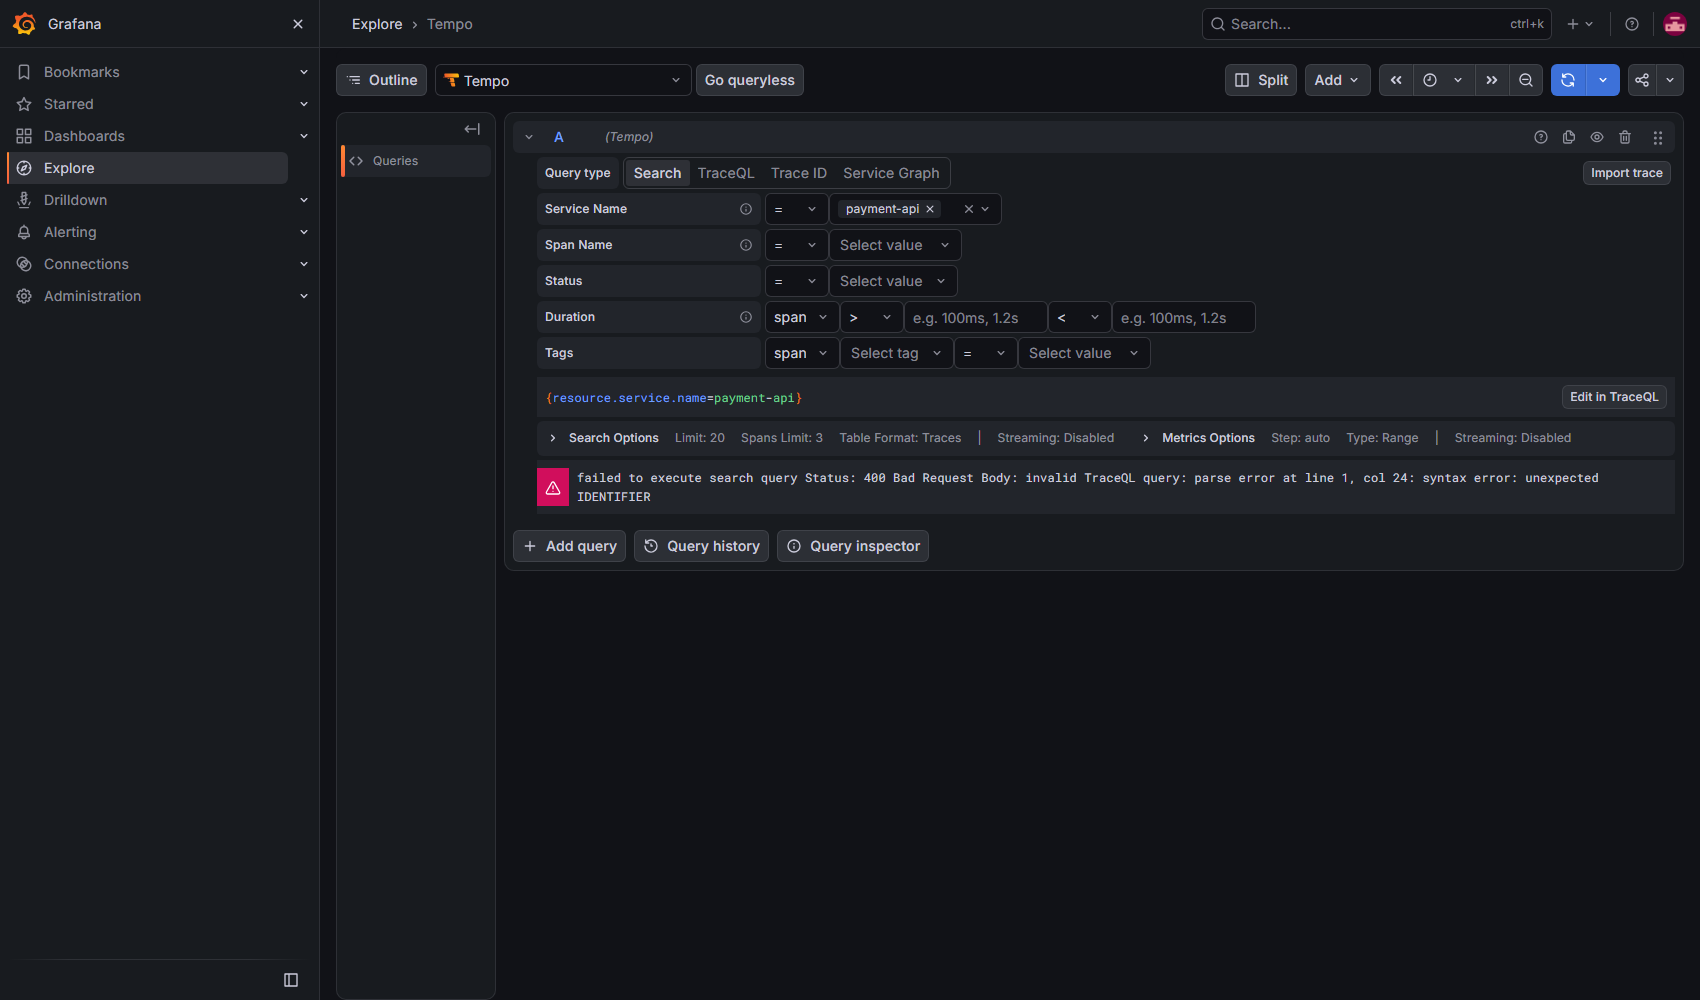 Grafana
Explore › Tempo
Search...
ctrl+k
Bookmarks
Starred
Dashboards
Explore
Drilldown
Alerting
Connections
Administration
Outline
Tempo
Go queryless
Split
Add
Queries
A
(Tempo)
Query type
Search
TraceQL
Trace ID
Service Graph
Import trace
Service Name
=
payment-api
Span Name
=
Select value
Status
=
Select value
Duration
span
>
e.g. 100ms, 1.2s
<
e.g. 100ms, 1.2s
Tags
span
Select tag
=
Select value
{resource.service.name=payment-api}
Edit in TraceQL
Search Options
Limit: 20
Spans Limit: 3
Table Format: Traces
|
Streaming: Disabled
Metrics Options
Step: auto
Type: Range
|
Streaming: Disabled
failed to execute search query Status: 400 Bad Request Body: invalid TraceQL query: parse error at line 1, col 24: syntax error: unexpected
IDENTIFIER
Add query
Query history
Query inspector